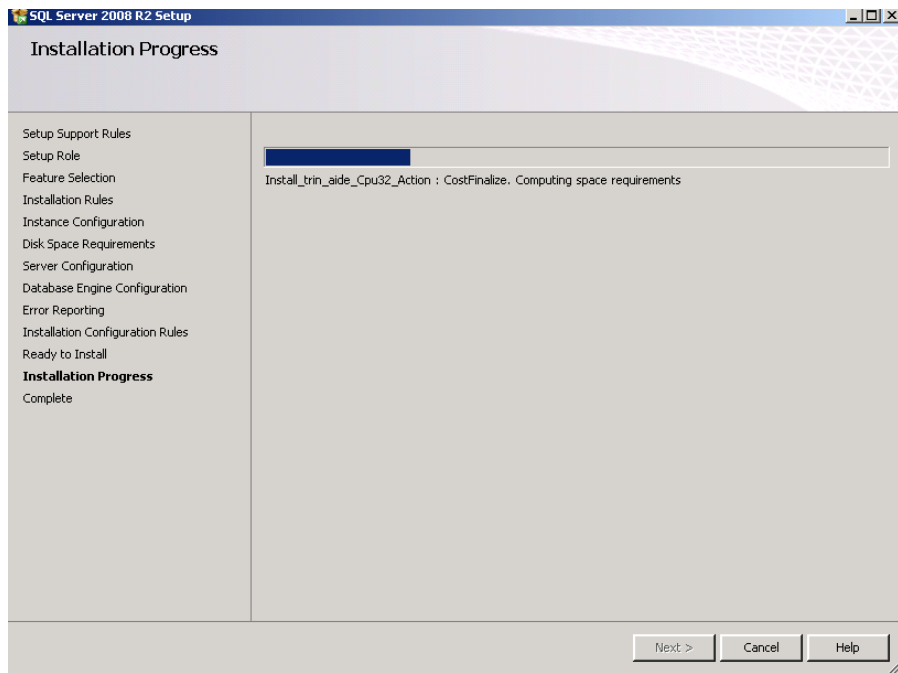 SQL Server 2008 R2 Setup
Installation Progress
Setup Support Rules
Setup Role
Feature Selection
Installation Rules
Instance Configuration
Disk Space Requirements
Server Configuration
Database Engine Configuration
Error Reporting
Installation Configuration Rules
Ready to Install
Installation Progress
Complete
Install_trin_aide_Cpu32_Action : CostFinalize. Computing space requirements
Next >
Cancel
Help